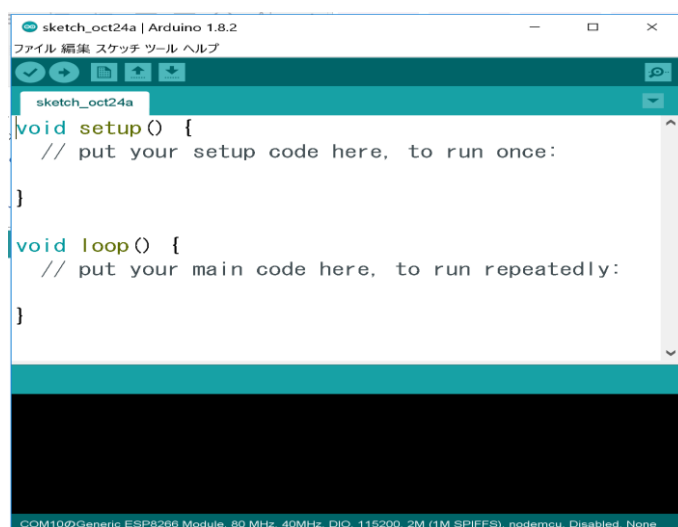 sketch_oct24a | Arduino 1.8.2
ファイル 編集 スケッチ ツール ヘルプ
sketch_oct24a
void setup() {
// put your setup code here, to run once:
}
void loop() {
// put your main code here, to run repeatedly:
}
COM10のGeneric ESP8266 Module, 80 MHz, 40MHz, DIO, 115200, 2M (1M SPIFFS), nodemcu, Disabled, None